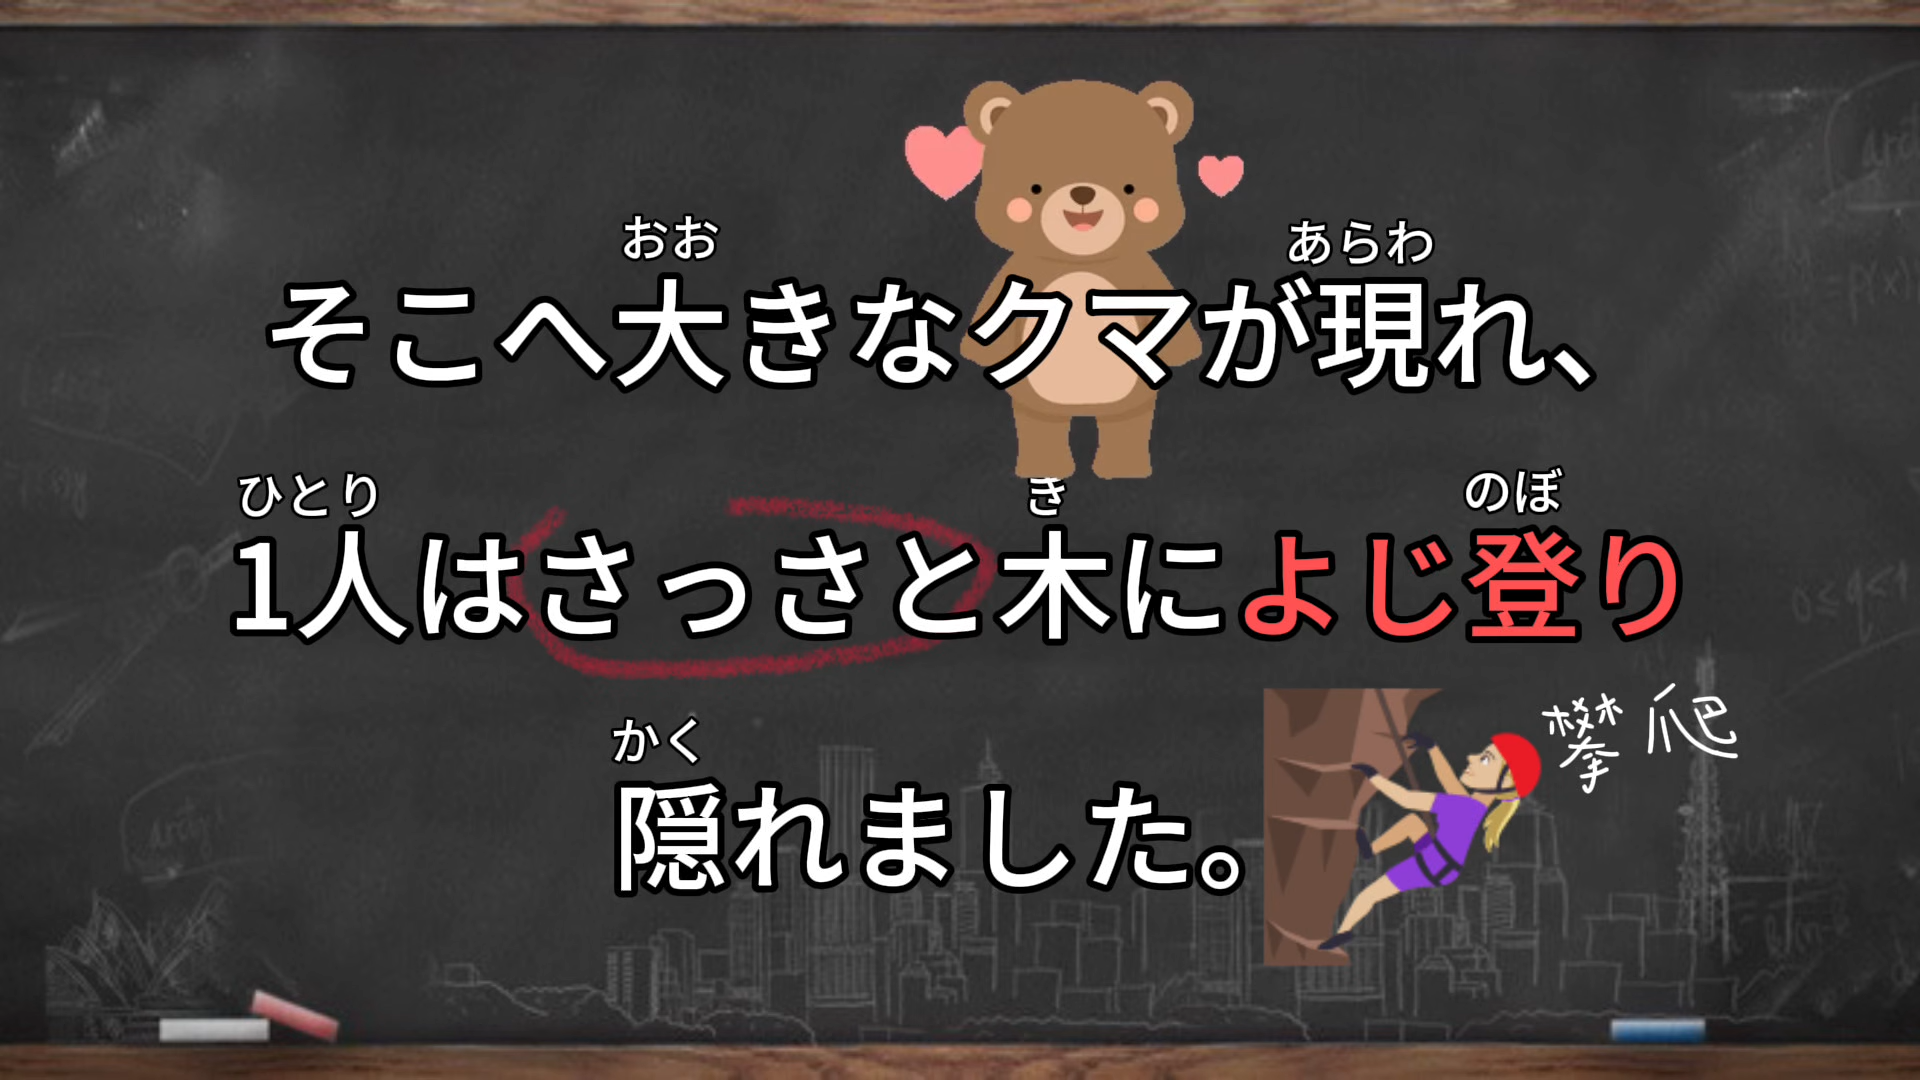 おお
あらわ
そこへ大きなクマが現れ、
ひとり
き
のぼ
1人はさっさと木によじ登り
攀爬
かく
隠れました。